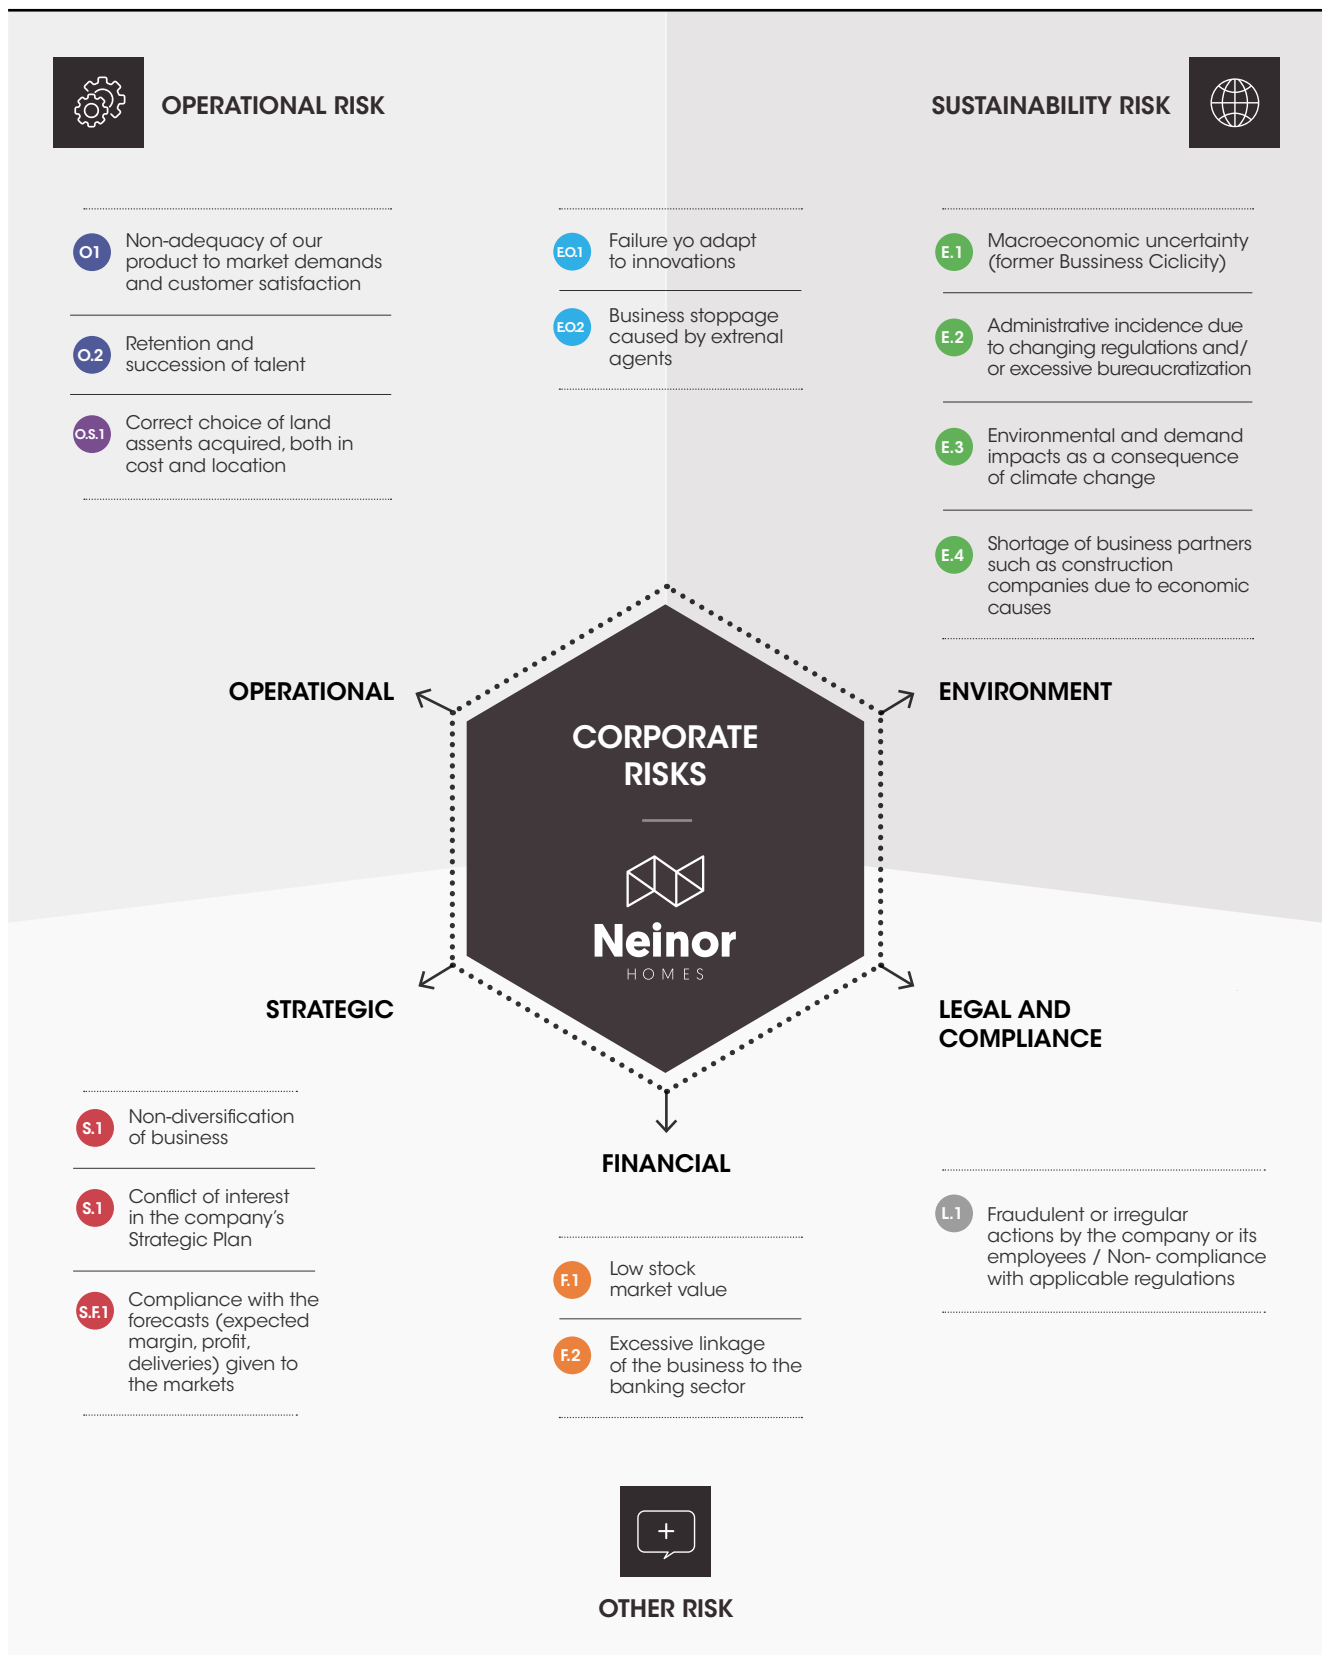 OPERATIONAL RISK
SUSTAINABILITY RISK
O1
Non-adequacy of our
product to market demands
and customer satisfaction
O.2
Retention and
succession of talent
O.S.1
Correct choice of land
assents acquired, both in
cost and location
E.O.1
Failure yo adapt
to innovations
E.O.2
Business stoppage
caused by extrenal
agents
E.1
Macroeconomic uncertainty
(former Bussiness Ciclicity)
E.2
Administrative incidence due
to changing regulations and/
or excessive bureaucratization
E.3
Environmental and demand
impacts as a consequence
of climate change
E.4
Shortage of business partners
such as construction
companies due to economic
causes
OPERATIONAL
ENVIRONMENT
CORPORATE
RISKS
Neinor
HOMES
STRATEGIC
LEGAL AND
COMPLIANCE
FINANCIAL
S.1
Non-diversification
of business
S.1
Conflict of interest
in the company's
Strategic Plan
S.F.1
Compliance with the
forecasts (expected
margin, profit,
deliveries) given to
the markets
F.1
Low stock
market value
F.2
Excessive linkage
of the business to the
banking sector
L.1
Fraudulent or irregular
actions by the company or its
employees / Non- compliance
with applicable regulations
OTHER RISK